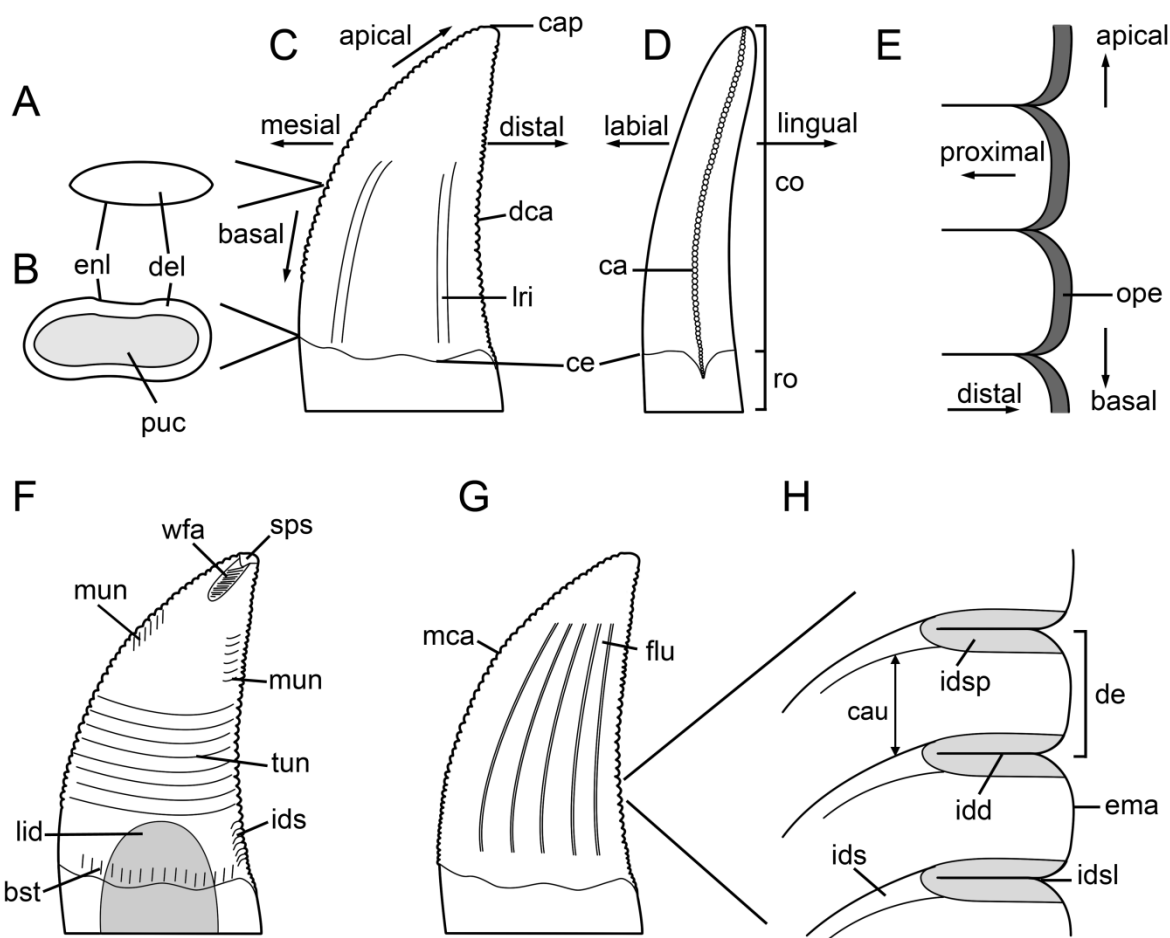 A
B
enl
del
puc
C
apical
cap
mesial
distal
basal
dca
lri
ce
D
labial
lingual
co
ca
ro
E
apical
proximal
ope
distal
basal
F
wfa
sps
mun
mun
tun
lid
ids
bst
G
mca
flu
H
idsp
de
cau
idd
ema
ids
idsl